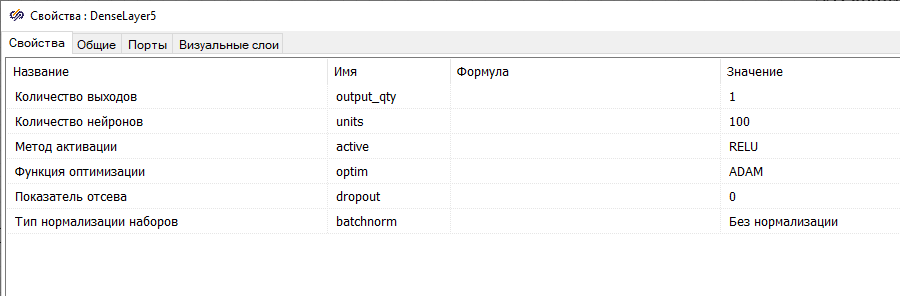 Свойства : DenseLayer5
Свойства Общие Порты Визуальные слои
Название Имя Формула Значение
Количество выходов output_qty 1
Количество нейронов units 100
Метод активации active RELU
Функция оптимизации optim ADAM
Показатель отсева dropout 0
Тип нормализации наборов batchnorm Без нормализации